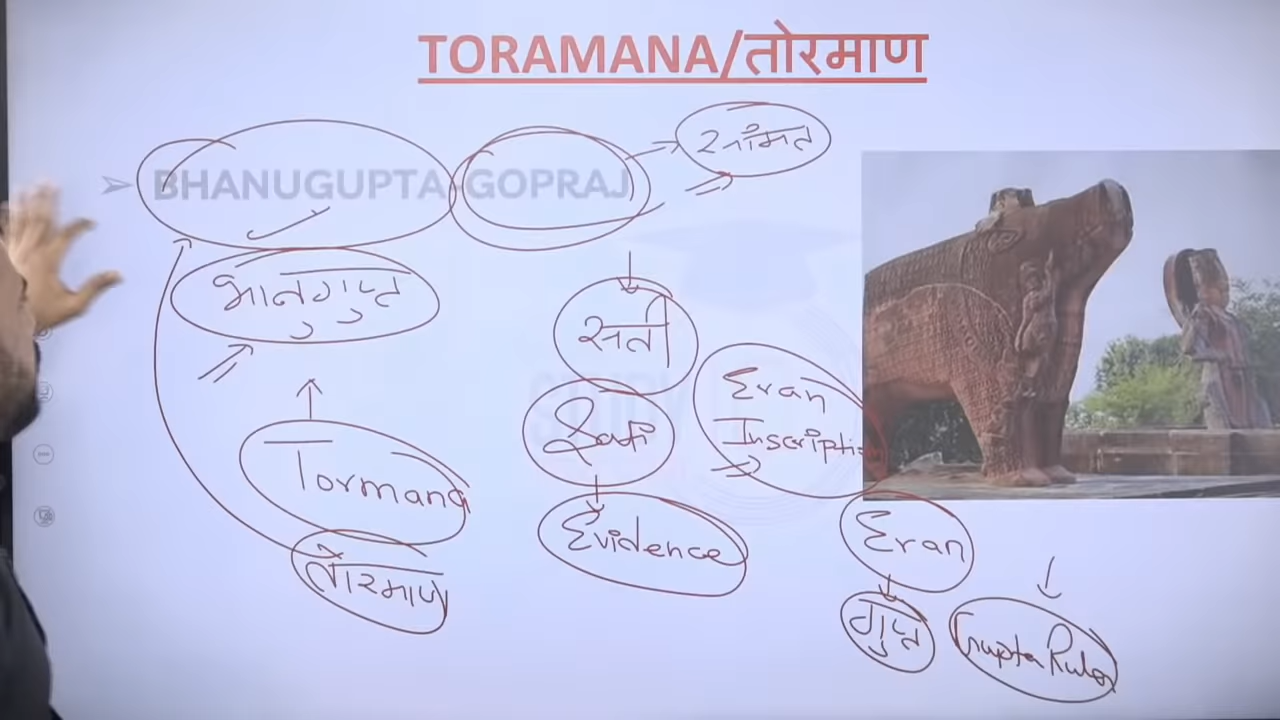 TORAMANA/तोरमाण
➤ BHANUGUPTA-GOPRAJ
भानुगुप्त
Tormana
तोरमाण
सती
Sati
Evidence
Eran
Inscription
Eran
गुप्त
Gupta Ruler